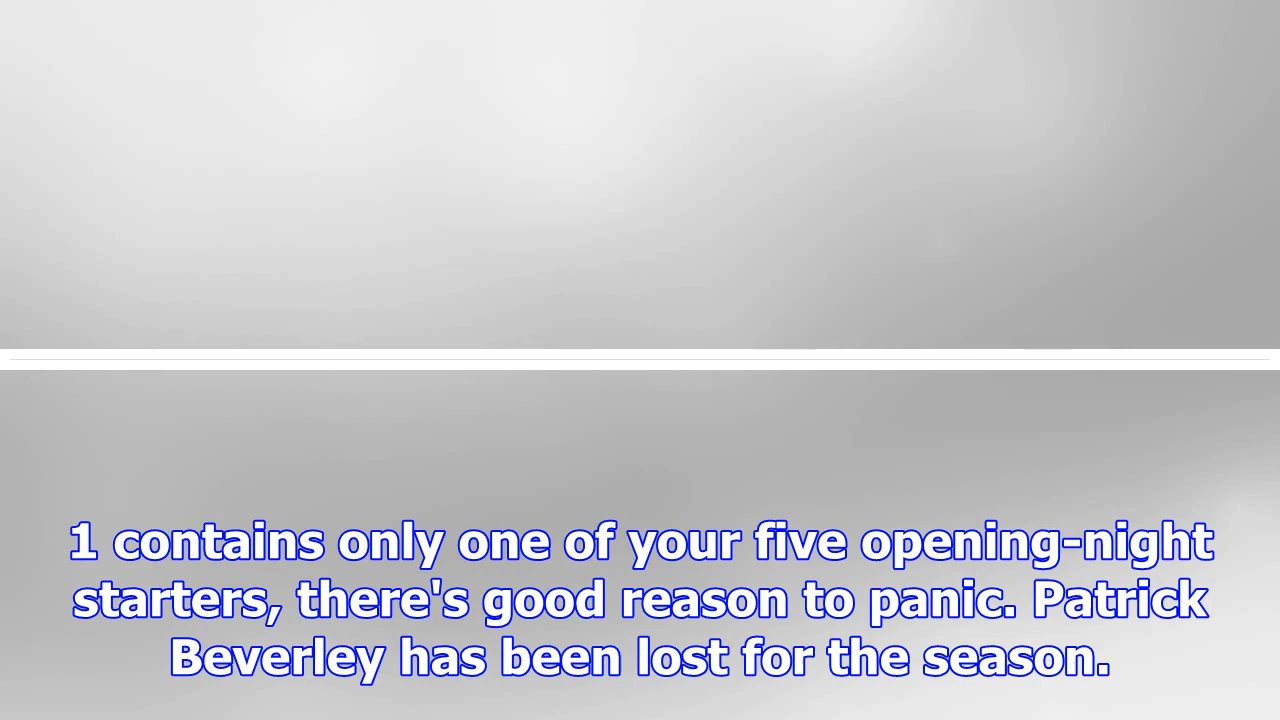 1 contains only one of your five opening-night
starters, there's good reason to panic. Patrick
Beverley has been lost for the season.